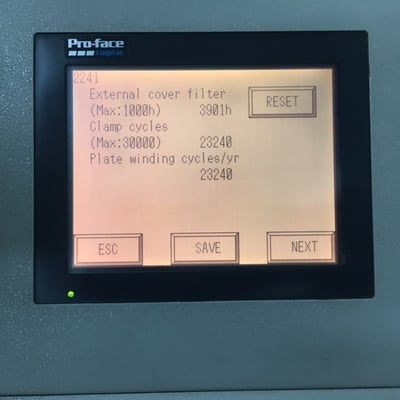 Pro-face
Digital
2241
External cover filter
(Max:1000h) 3901h
RESET
Clamp cycles
(Max:30000) 23240
Plate winding cycles/yr
23240
ESC SAVE NEXT